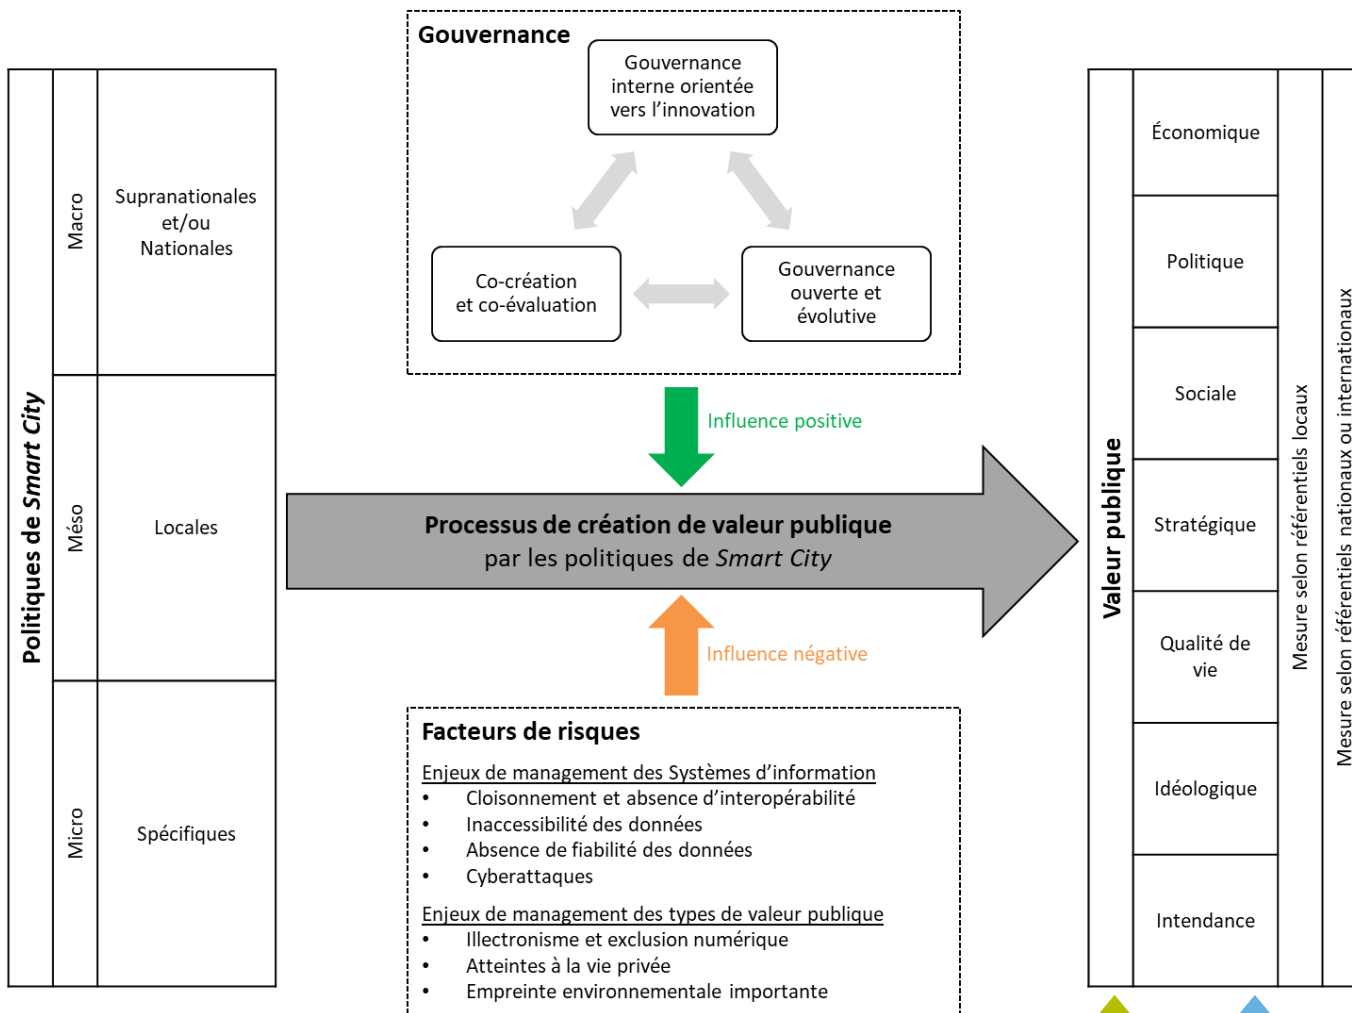 Politiques de Smart City
Macro
Supranationales
et/ou
Nationales
Méso
Locales
Micro
Spécifiques
Gouvernance
Gouvernance
interne orientée
vers l’innovation
Co-création
et co-évaluation
Gouvernance
ouverte et
évolutive
Influence positive
Processus de création de valeur publique
par les politiques de Smart City
Influence négative
Facteurs de risques
Enjeux de management des Systèmes d’information
• Cloisonnement et absence d’interopérabilité
• Inaccessibilité des données
• Absence de fiabilité des données
• Cyberattaques
Enjeux de management des types de valeur publique
• Illectronisme et exclusion numérique
• Atteintes à la vie privée
• Empreinte environnementale importante
Valeur publique
Économique
Politique
Sociale
Stratégique
Qualité de
vie
Idéologique
Intendance
Mesure selon référentiels locaux
Mesure selon référentiels nationaux ou internationaux